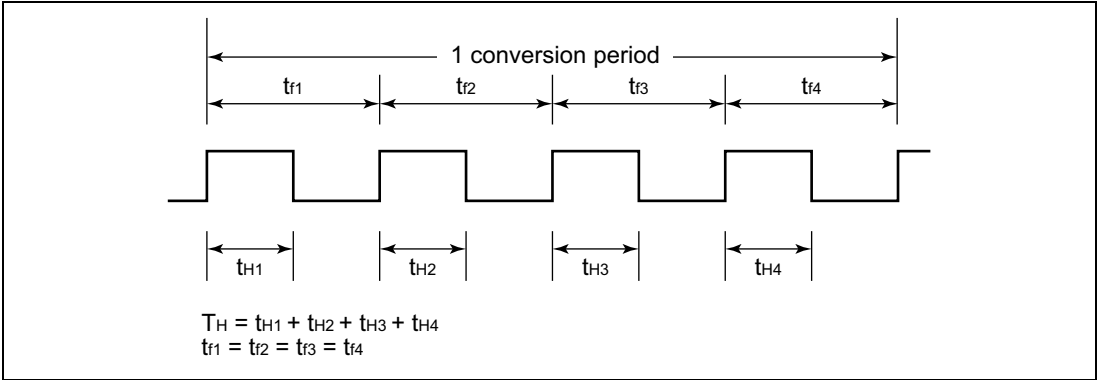 1 conversion period
tf1 tf2 tf3 tf4
tH1 tH2 tH3 tH4
TH = tH1 + tH2 + tH3 + tH4
tf1 = tf2 = tf3 = tf4